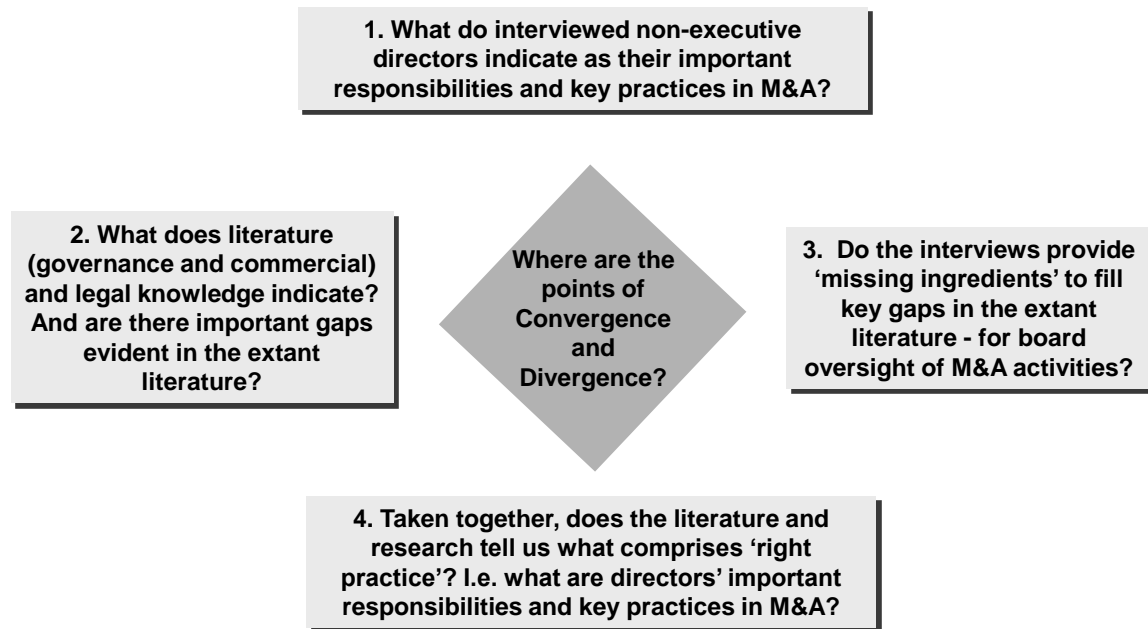 1. What do interviewed non-executive
directors indicate as their important
responsibilities and key practices in M&A?
2. What does literature
(governance and commercial)
and legal knowledge indicate?
And are there important gaps
evident in the extant
literature?
Where are the
points of
Convergence
and
Divergence?
3. Do the interviews provide
‘missing ingredients’ to fill
key gaps in the extant
literature - for board
oversight of M&A activities?
4. Taken together, does the literature and
research tell us what comprises ‘right
practice’? I.e. what are directors’ important
responsibilities and key practices in M&A?